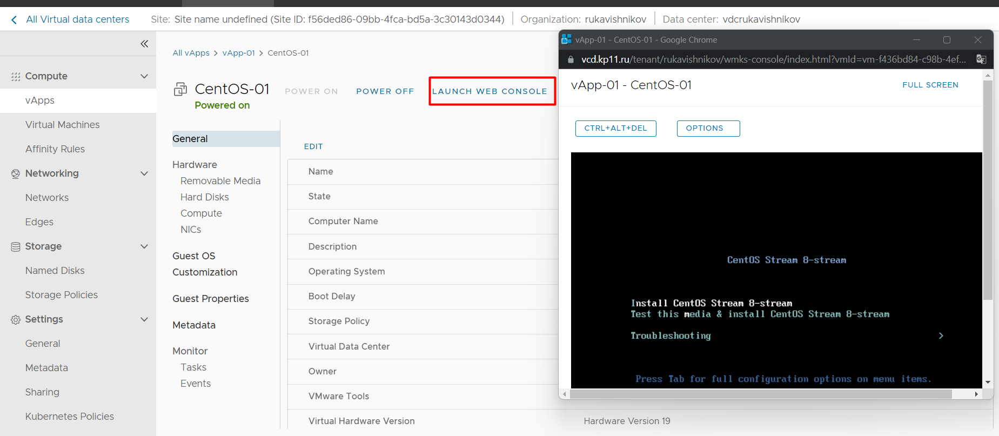 All Virtual data centers
Site: Site name undefined (Site ID: f56ded86-09bb-4fca-bd5a-3c30143d0344)
Organization: rukavishnikov
Data center: vdcrukavishnikov
Compute
vApps
Virtual Machines
Affinity Rules
Networking
Networks
Edges
Storage
Named Disks
Storage Policies
Settings
General
Metadata
Sharing
Kubernetes Policies
All vApps > vApp-01 > CentOS-01
CentOS-01
Powered on
POWER ON
POWER OFF
LAUNCH WEB CONSOLE
General
Hardware
Removable Media
Hard Disks
Compute
NICs
Guest OS
Customization
Guest Properties
Metadata
Monitor
Tasks
Events
EDIT
Name
State
Computer Name
Description
Operating System
Boot Delay
Storage Policy
Virtual Data Center
Owner
VMware Tools
Virtual Hardware Version
Hardware Version 19
vApp-01 - CentOS-01 - Google Chrome
vcd.kp11.ru/tenant/rukavishnikov/wmks-console/index.html?vmId=vm-f436bd84-c98b-4ef...
vApp-01 - CentOS-01
FULL SCREEN
CTRL+ALT+DEL
OPTIONS
CentOS Stream 8-stream
Install CentOS Stream 8-stream
Test this media & install CentOS Stream 8-stream
Troubleshooting >
Press Tab for full configuration options on menu items.